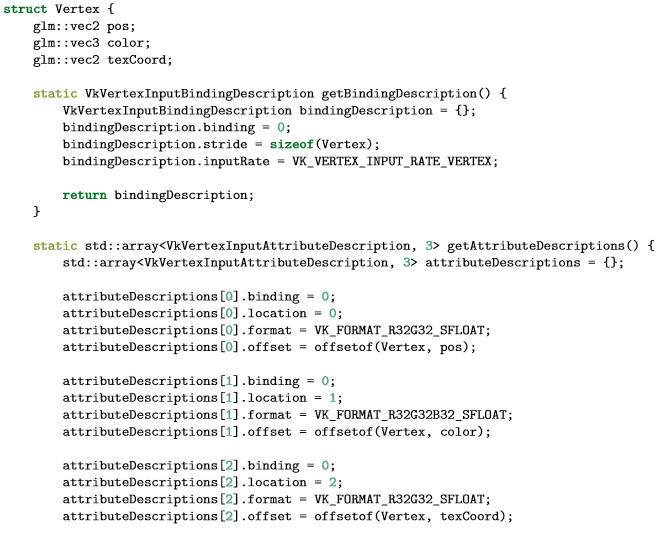 struct Vertex {
    glm::vec2 pos;
    glm::vec3 color;
    glm::vec2 texCoord;

    static VkVertexInputBindingDescription getBindingDescription() {
        VkVertexInputBindingDescription bindingDescription = {};
        bindingDescription.binding = 0;
        bindingDescription.stride = sizeof(Vertex);
        bindingDescription.inputRate = VK_VERTEX_INPUT_RATE_VERTEX;

        return bindingDescription;
    }

    static std::array<VkVertexInputAttributeDescription, 3> getAttributeDescriptions() {
        std::array<VkVertexInputAttributeDescription, 3> attributeDescriptions = {};

        attributeDescriptions[0].binding = 0;
        attributeDescriptions[0].location = 0;
        attributeDescriptions[0].format = VK_FORMAT_R32G32_SFLOAT;
        attributeDescriptions[0].offset = offsetof(Vertex, pos);

        attributeDescriptions[1].binding = 0;
        attributeDescriptions[1].location = 1;
        attributeDescriptions[1].format = VK_FORMAT_R32G32B32_SFLOAT;
        attributeDescriptions[1].offset = offsetof(Vertex, color);

        attributeDescriptions[2].binding = 0;
        attributeDescriptions[2].location = 2;
        attributeDescriptions[2].format = VK_FORMAT_R32G32_SFLOAT;
        attributeDescriptions[2].offset = offsetof(Vertex, texCoord);